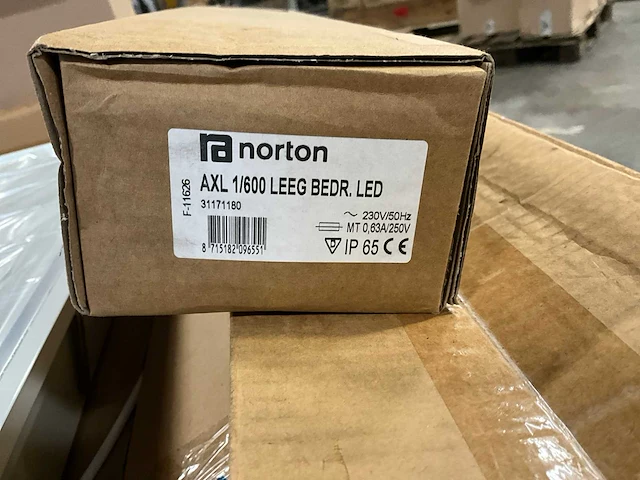 norton
AXL 1/600 LEEG BEDR. LED
31171180
F-11626
~ 230V/50Hz
MT 0,63A/250V
IP 65 CE
8 715182 096551